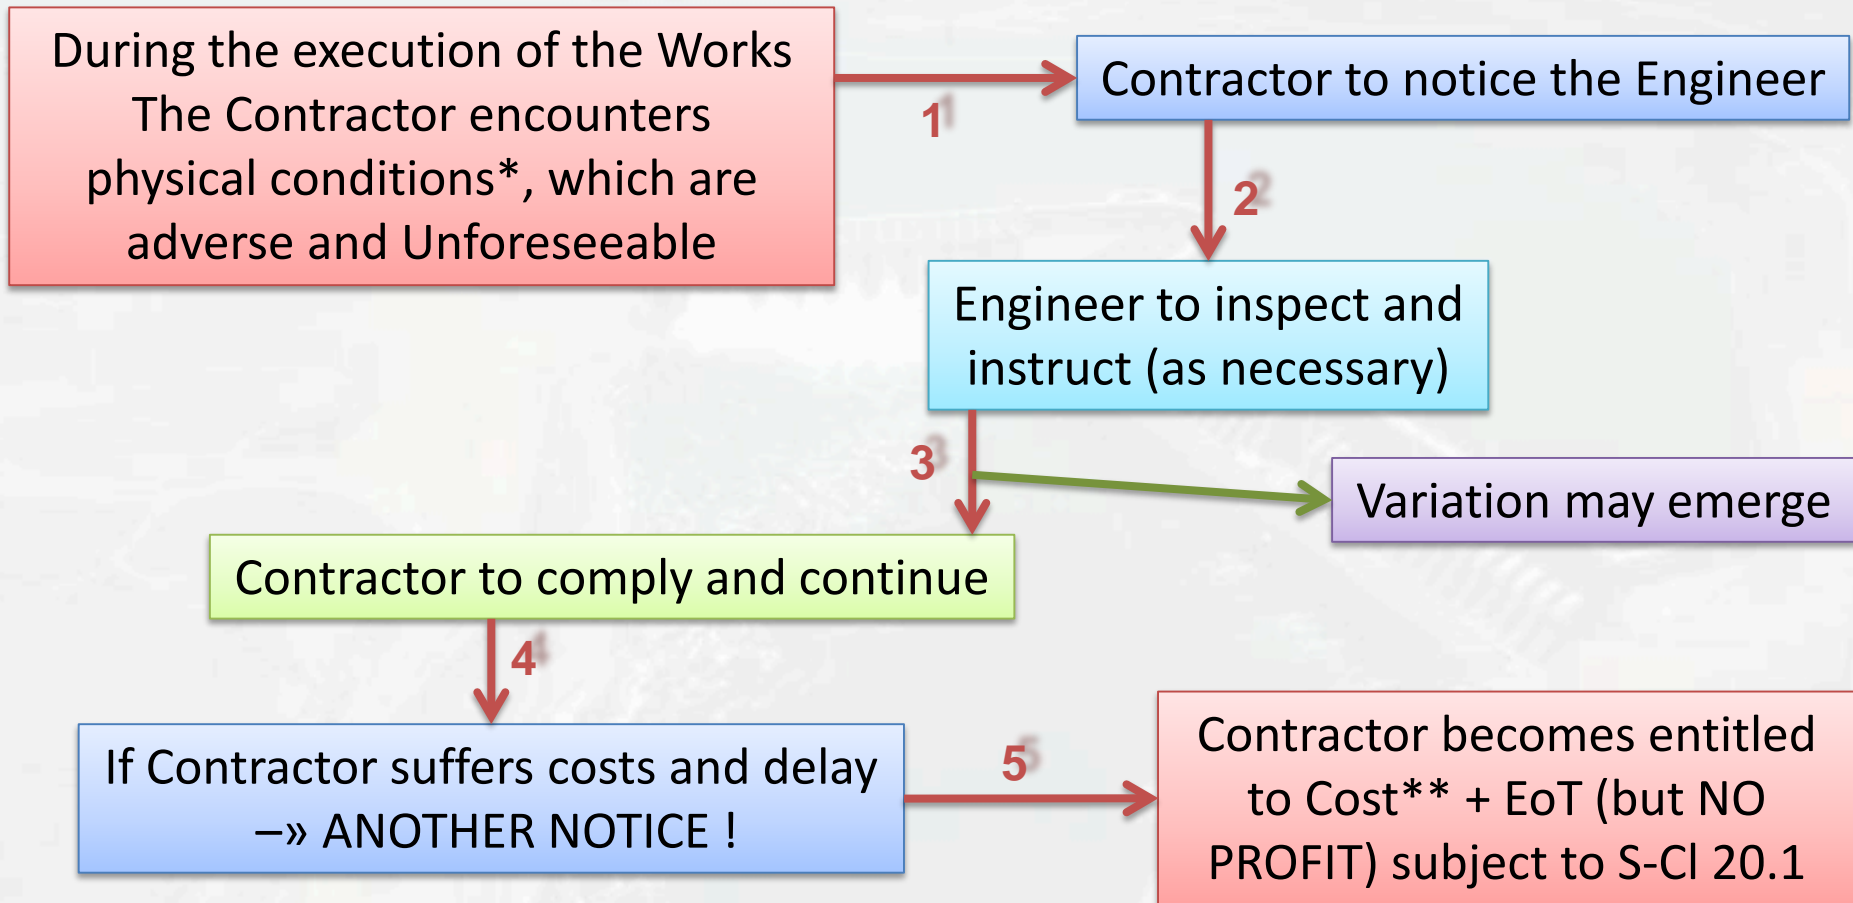 During the execution of the Works
The Contractor encounters
physical conditions*, which are
adverse and Unforeseeable
1
Contractor to notice the Engineer
2
Engineer to inspect and
instruct (as necessary)
3
Variation may emerge
Contractor to comply and continue
4
If Contractor suffers costs and delay
–» ANOTHER NOTICE !
5
Contractor becomes entitled
to Cost** + EoT (but NO
PROFIT) subject to S-Cl 20.1